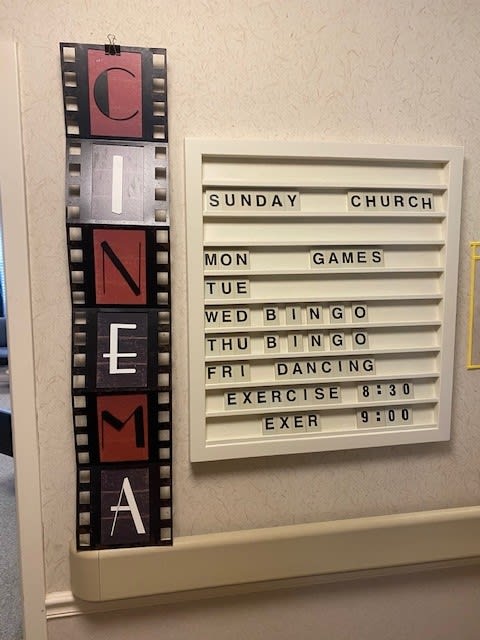 CINEMA
SUNDAY CHURCH
MON GAMES
TUE
WED BINGO
THU BINGO
FRI DANCING
EXERCISE 8:30
EXER 9:00